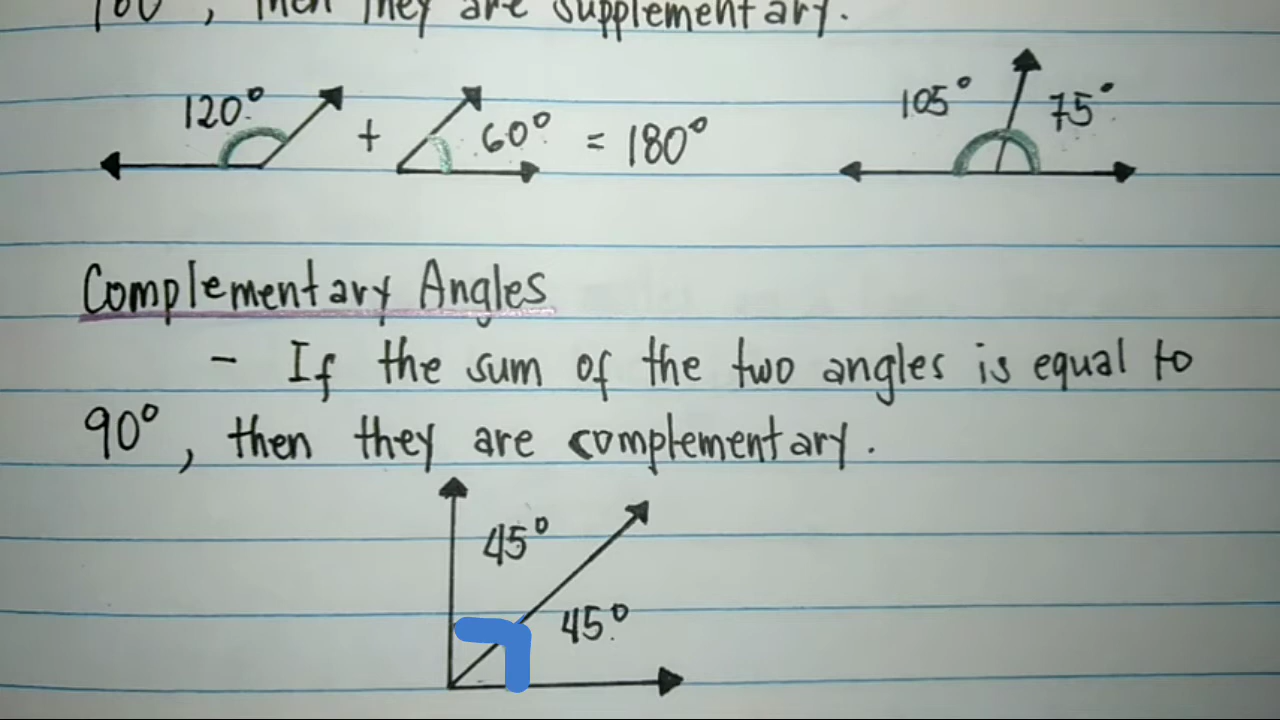 180°, then they are supplementary.
120° + 60° = 180°
105° 75°
Complementary Angles
- If the sum of the two angles is equal to
90°, then they are complementary.
45°
45°